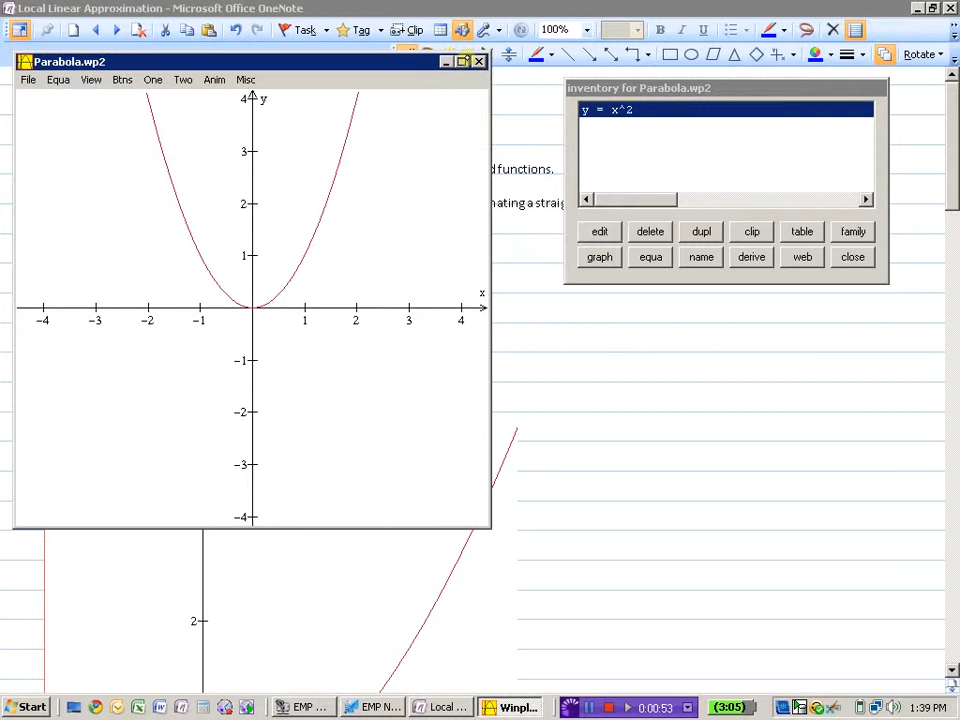 Local Linear Approximation - Microsoft Office OneNote
Task
Tag
Clip
100%
B I U
Rotate
Parabola.wp2
File Equa View Btns One Two Anim Misc
y
4
3
2
1
x
-4 -3 -2 -1 1 2 3 4
-1
-2
-3
-4
inventory for Parabola.wp2
y = x^2
edit delete dupl clip table family
graph equa name derive web close
d functions.
nating a straig
2
Start
EMP ...
EMP N...
Local ...
Winpl...
0:00:53
(3:05)
1:39 PM